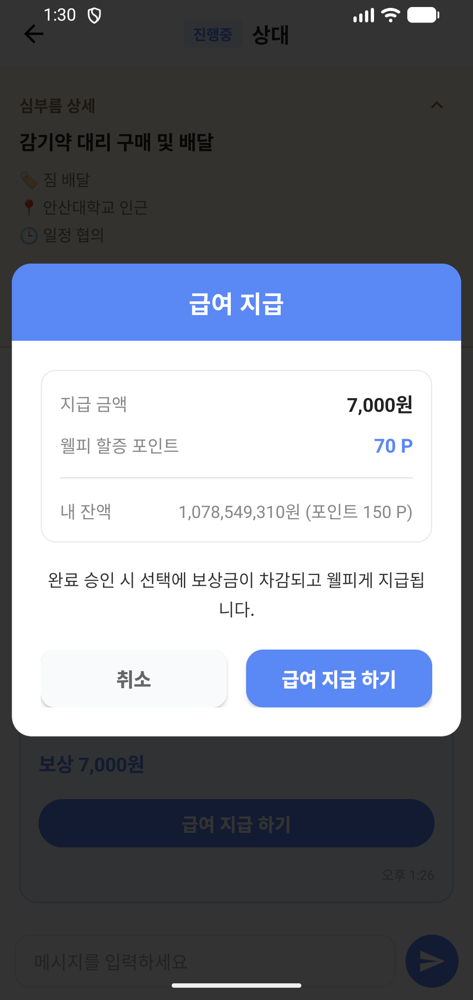 1:30
진행중 상대
심부름 상세
감기약 대리 구매 및 배달
짐 배달
안산대학교 인근
일정 협의
급여 지급
지급 금액 7,000원
웰피 할증 포인트 70 P
내 잔액 1,078,549,310원 (포인트 150 P)
완료 승인 시 선택에 보상금이 차감되고 웰피게 지급됩
니다.
취소 급여 지급 하기
보상 7,000원
급여 지급 하기
오후 1:26
메시지를 입력하세요